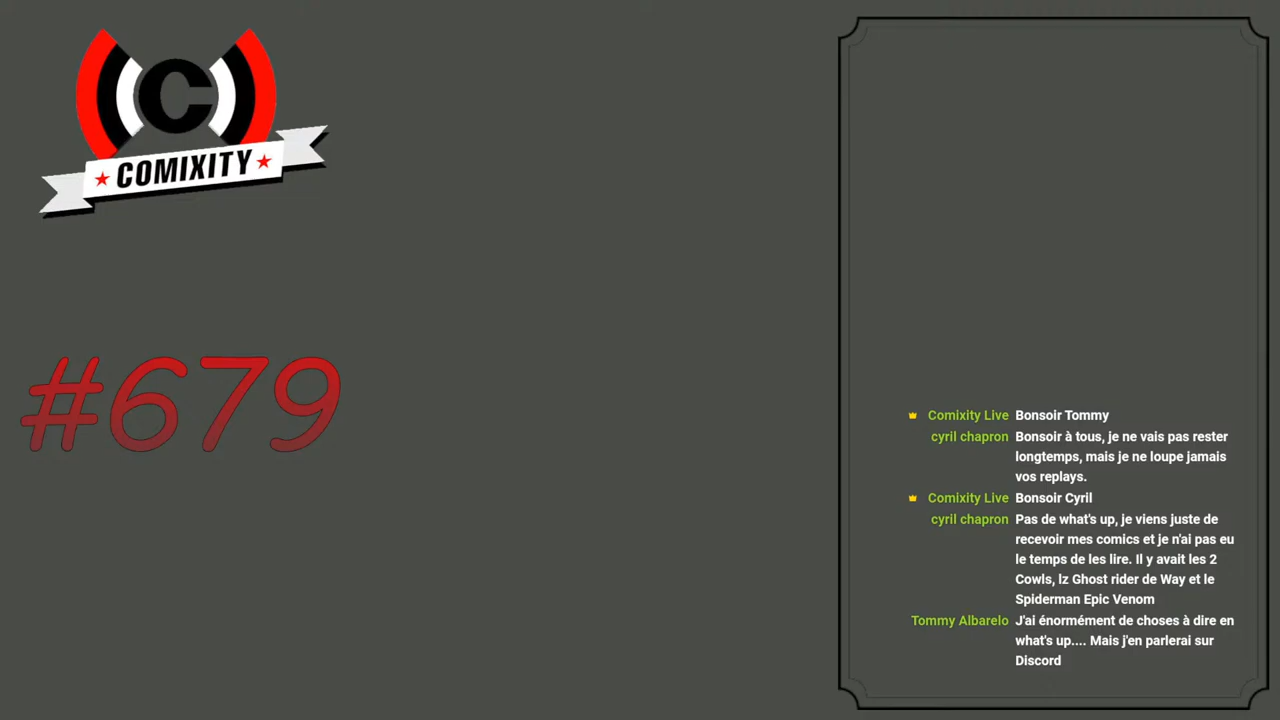 C
COMIXITY
#679
Comixity Live Bonsoir Tommy
cyril chapron Bonsoir à tous, je ne vais pas rester
longtemps, mais je ne loupe jamais
vos replays.
Comixity Live Bonsoir Cyril
cyril chapron Pas de what's up, je viens juste de
recevoir mes comics et je n'ai pas eu
le temps de les lire. Il y avait les 2
Cowls, lz Ghost rider de Way et le
Spiderman Epic Venom
Tommy Albarelo J'ai énormément de choses à dire en
what's up.... Mais j'en parlerai sur
Discord